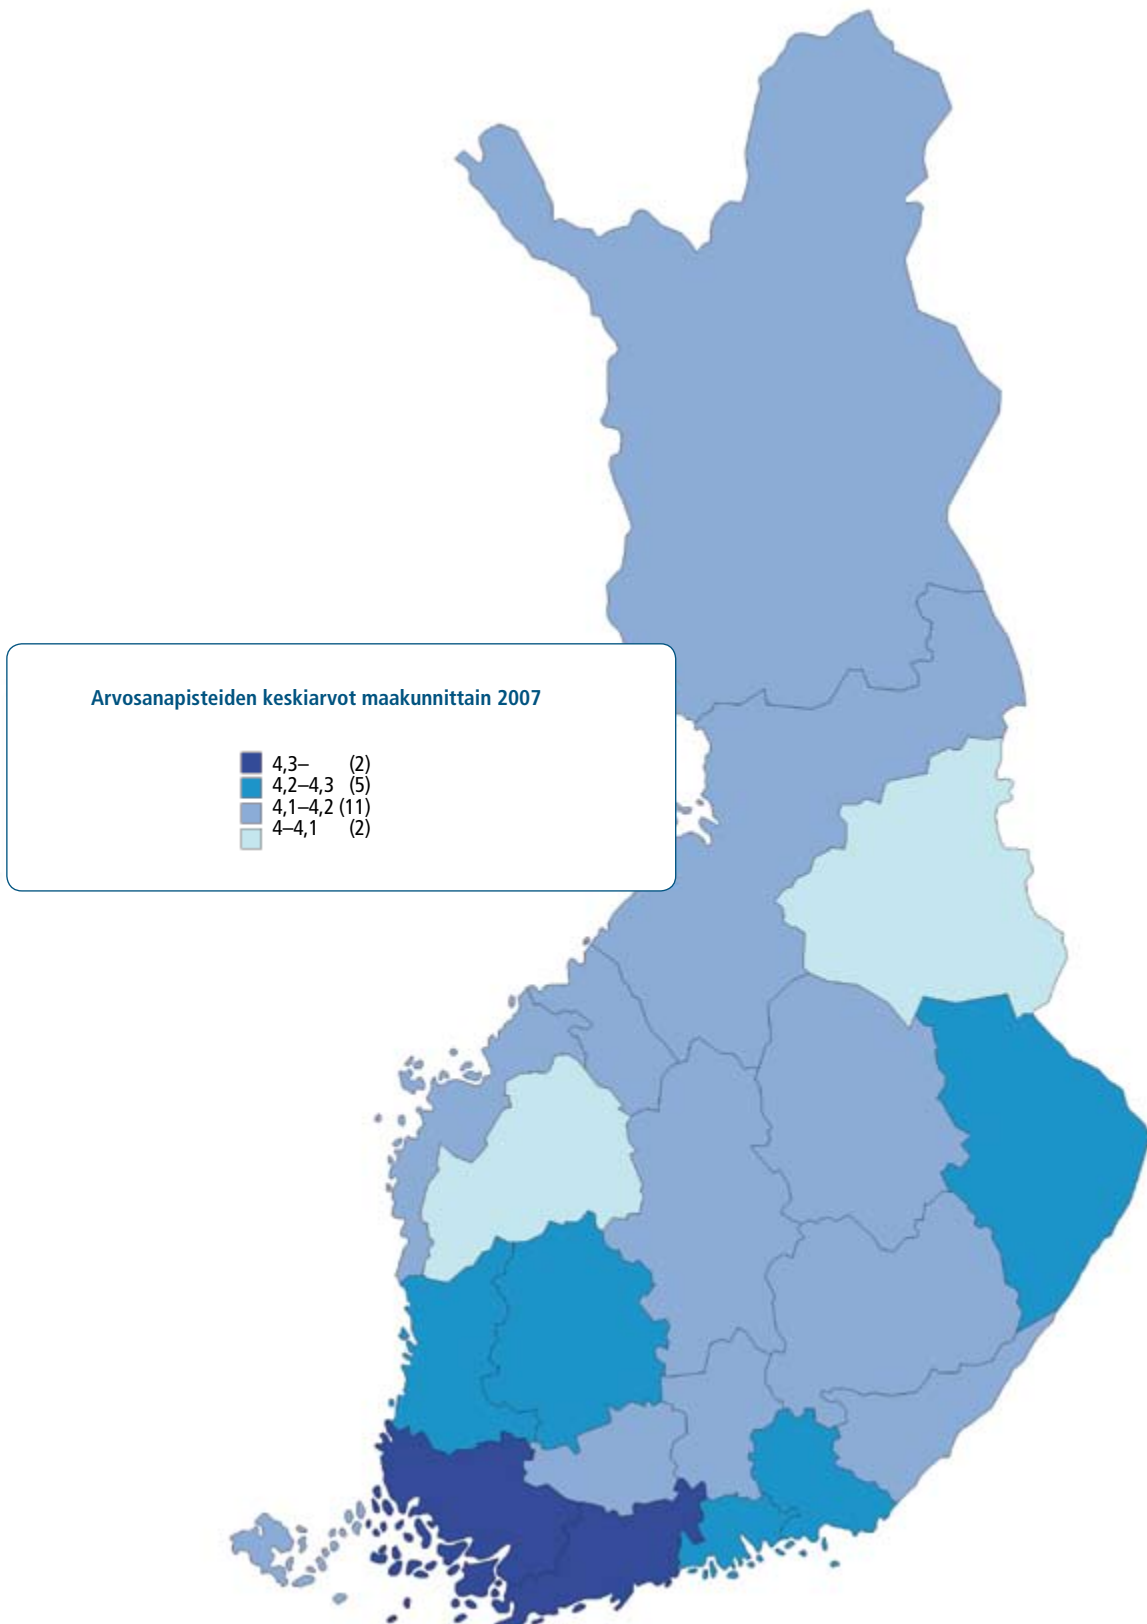 Arvosanapisteiden keskiarvot maakunnittain 2007
4,3– (2)
4,2–4,3 (5)
4,1–4,2 (11)
4–4,1 (2)